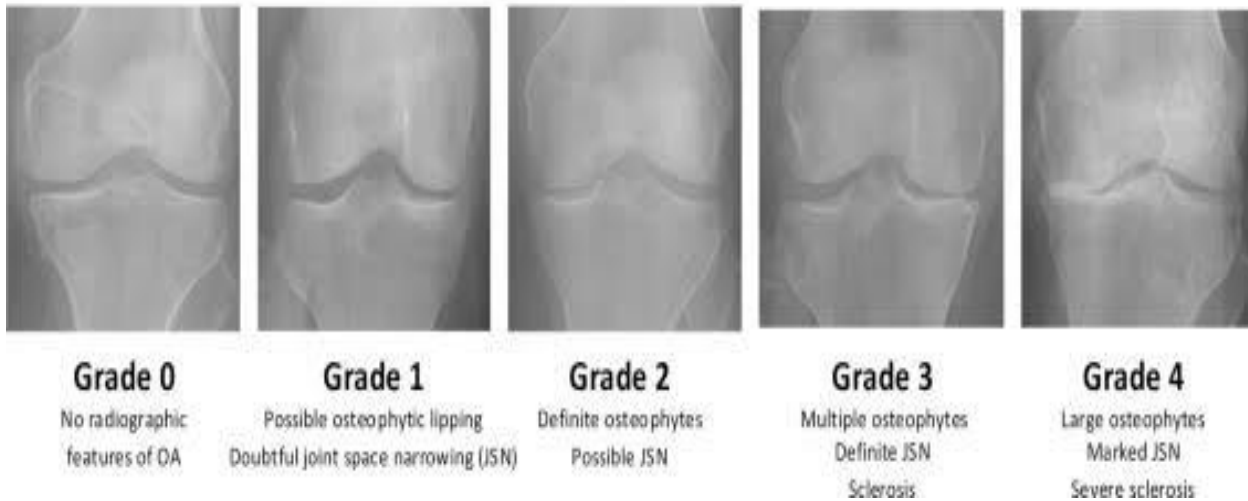 Grade 0
No radiographic
features of OA
Grade 1
Possible osteophytic lipping
Doubtful joint space narrowing (JSN)
Grade 2
Definite osteophytes
Possible JSN
Grade 3
Multiple osteophytes
Definite JSN
Sclerosis
Grade 4
Large osteophytes
Marked JSN
Severe sclerosis